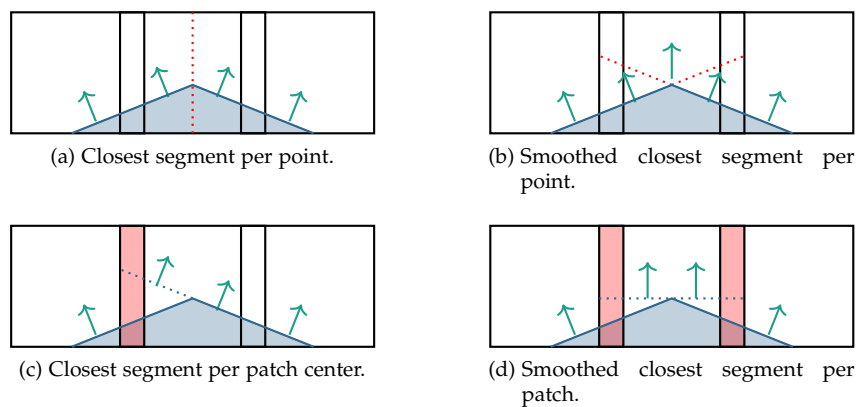 (a) Closest segment per point.
(b) Smoothed closest segment per
point.
(c) Closest segment per patch center.
(d) Smoothed closest segment per
patch.